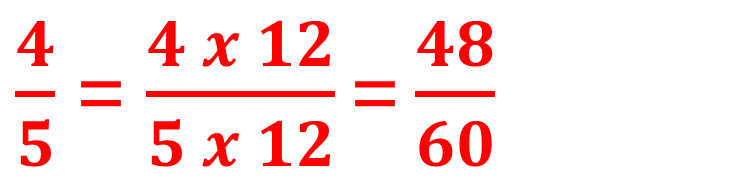 4/5 = 4 x 12/5 x 12 = 48/60